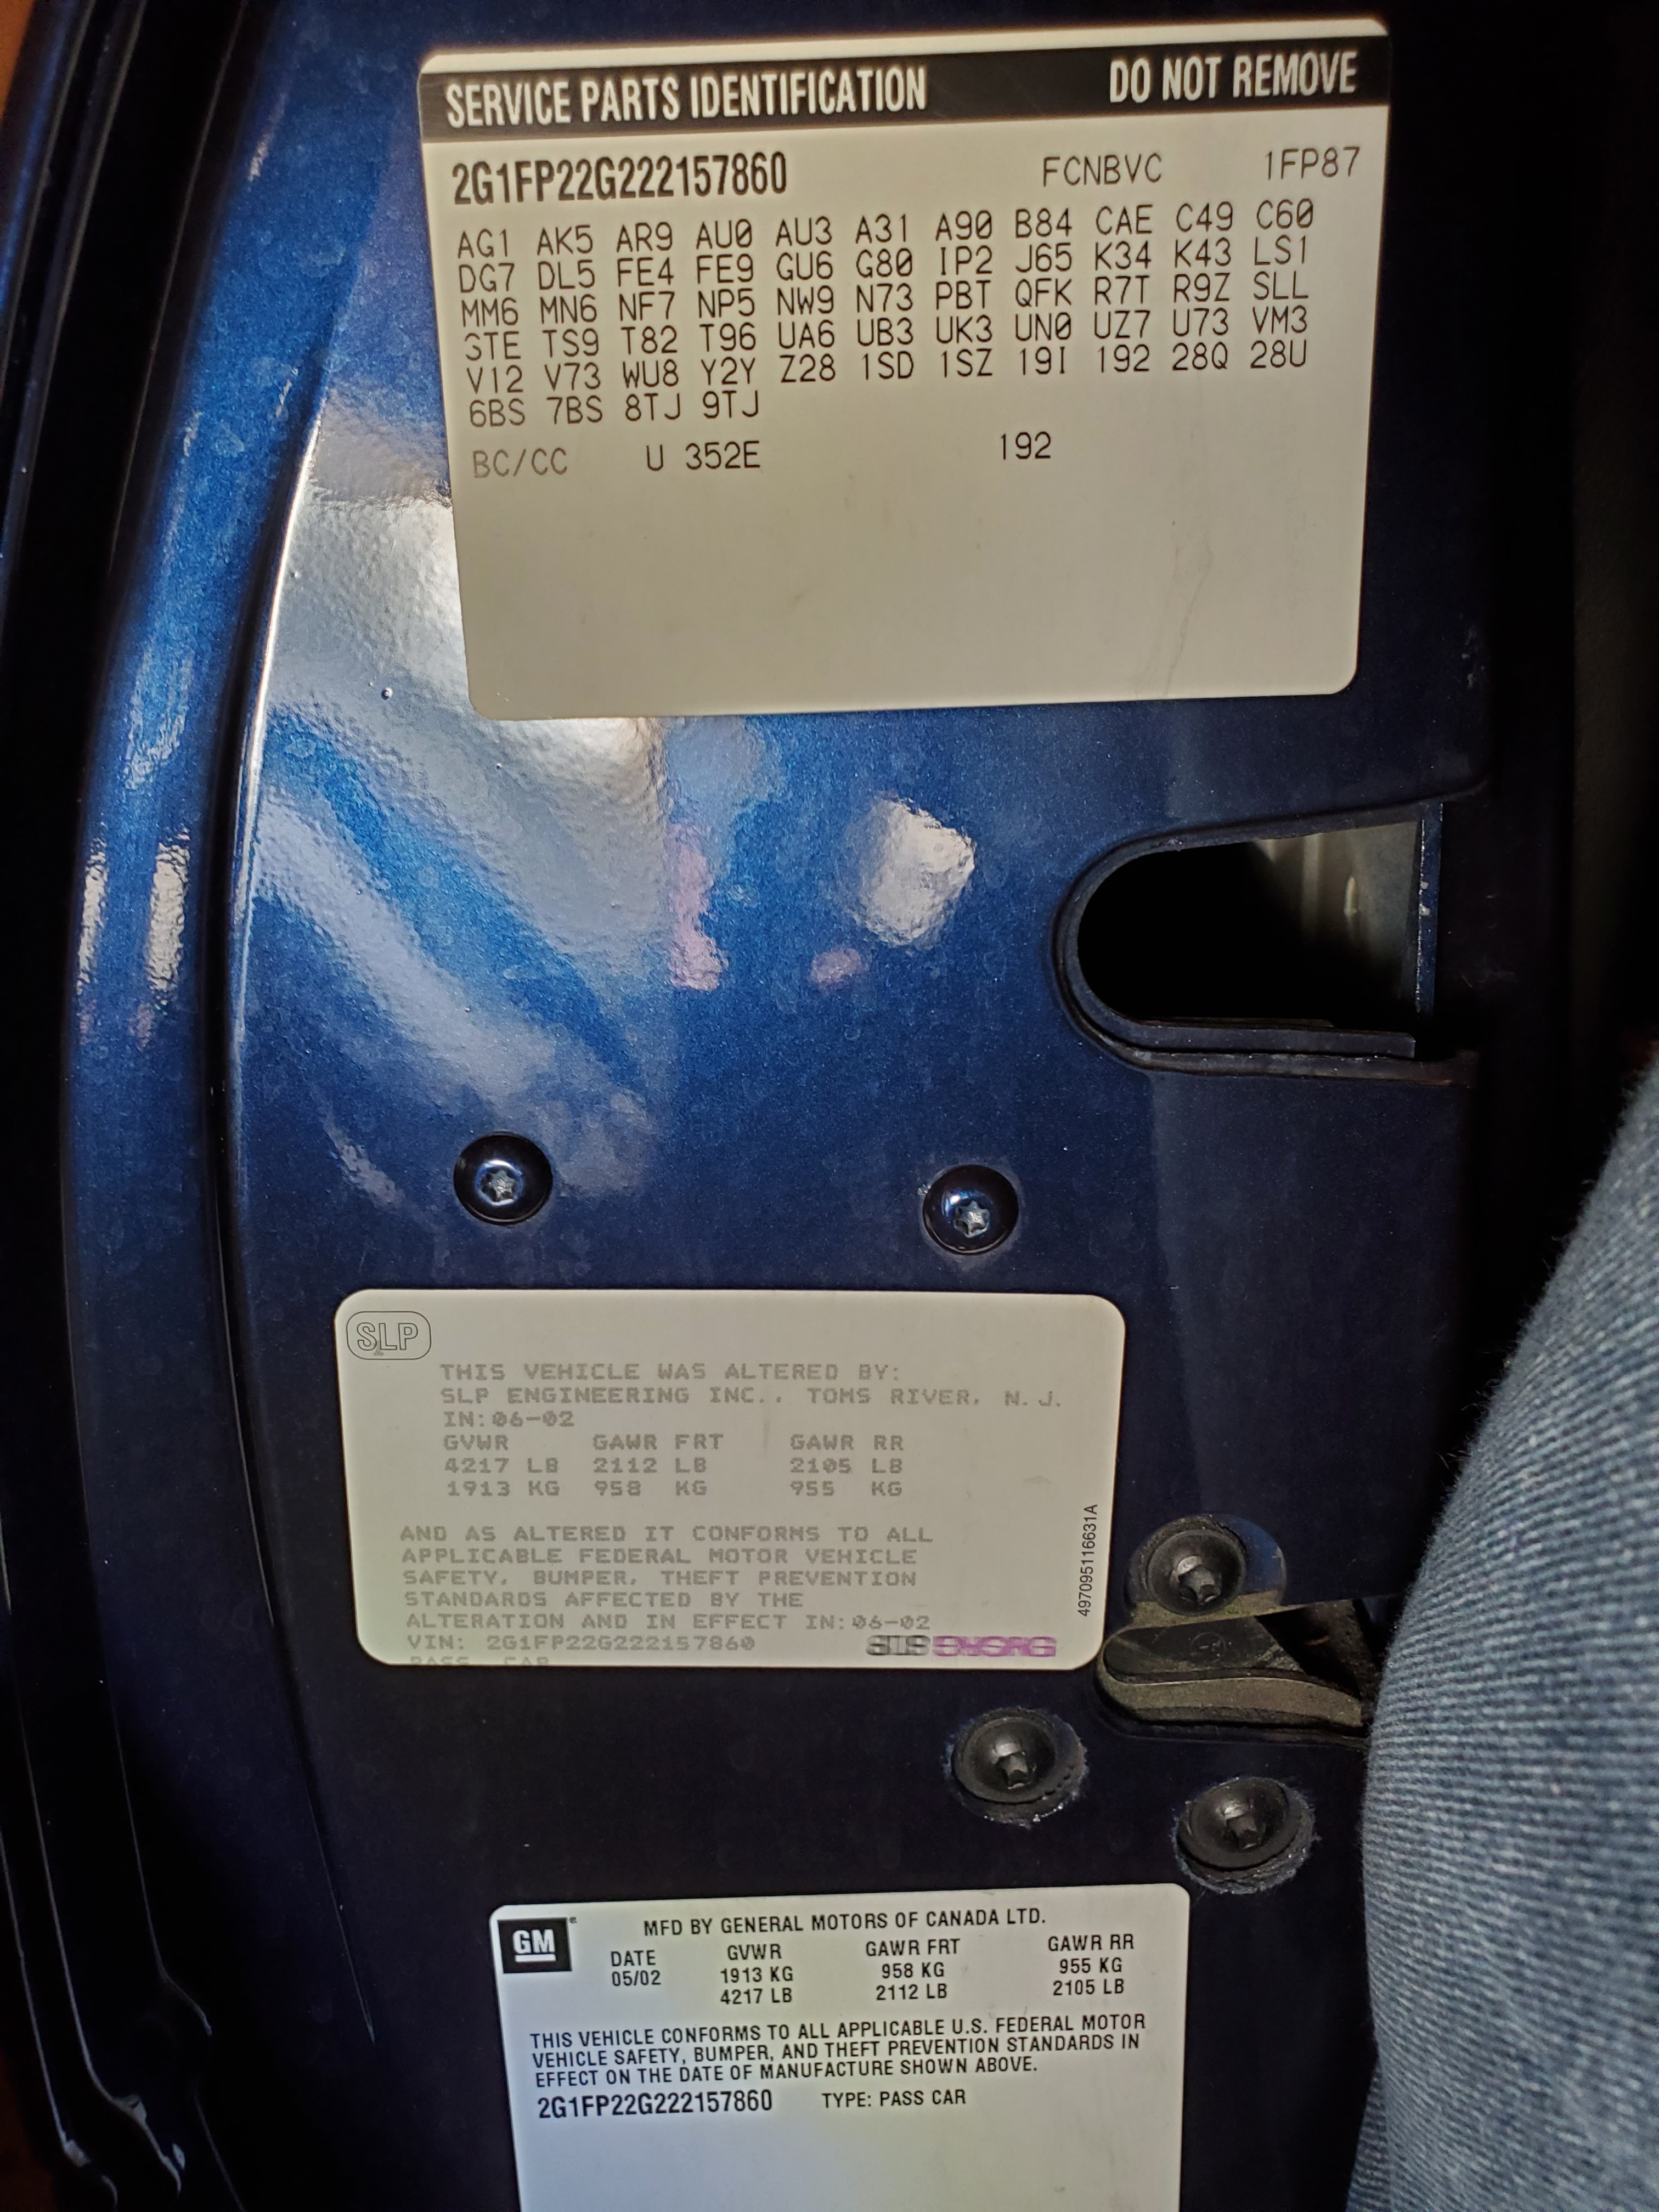 SERVICE PARTS IDENTIFICATION DO NOT REMOVE
2G1FP22G222157860 FCNBVC 1FP87
AG1 AK5 AR9 AU0 AU3 A31 A90 B84 CAE C49 C60
DG7 DL5 FE4 FE9 GU6 G80 IP2 J65 K34 K43 LS1
MM6 MN6 NF7 NP5 NW9 N73 PBT QFK R7T R9Z SLL
STE TS9 T82 T96 UA6 UB3 UK3 UN0 UZ7 U73 VM3
V12 V73 WU8 Y2Y Z28 1SD 1SZ 19I 192 28Q 28U
6BS 7BS 8TJ 9TJ
BC/CC U 352E 192
SLP
THIS VEHICLE WAS ALTERED BY:
SLP ENGINEERING INC., TOMS RIVER, N.J.
IN:06-02
GVWR GAWR FRT GAWR RR
4217 LB 2112 LB 2105 LB
1913 KG 958 KG 955 KG
AND AS ALTERED IT CONFORMS TO ALL
APPLICABLE FEDERAL MOTOR VEHICLE
SAFETY, BUMPER, THEFT PREVENTION
STANDARDS AFFECTED BY THE
ALTERATION AND IN EFFECT IN:06-02
VIN: 2G1FP22G222157860
PASS. CAR
497095116631A
GM
MFD BY GENERAL MOTORS OF CANADA LTD.
DATE GVWR GAWR FRT GAWR RR
05/02 1913 KG 958 KG 955 KG
4217 LB 2112 LB 2105 LB
THIS VEHICLE CONFORMS TO ALL APPLICABLE U.S. FEDERAL MOTOR
VEHICLE SAFETY, BUMPER, AND THEFT PREVENTION STANDARDS IN
EFFECT ON THE DATE OF MANUFACTURE SHOWN ABOVE.
2G1FP22G222157860 TYPE: PASS CAR